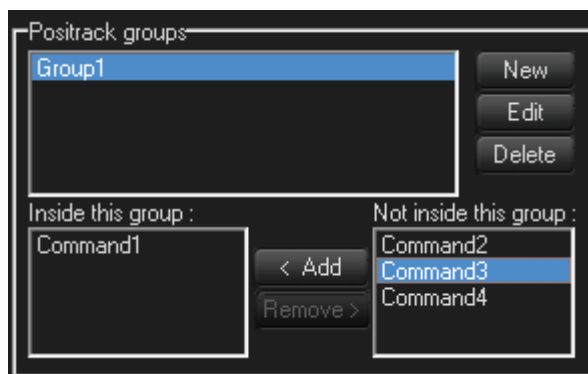 Positrack groups
Group1
New
Edit
Delete
Inside this group :
Command1
< Add
Remove >
Not inside this group :
Command2
Command3
Command4